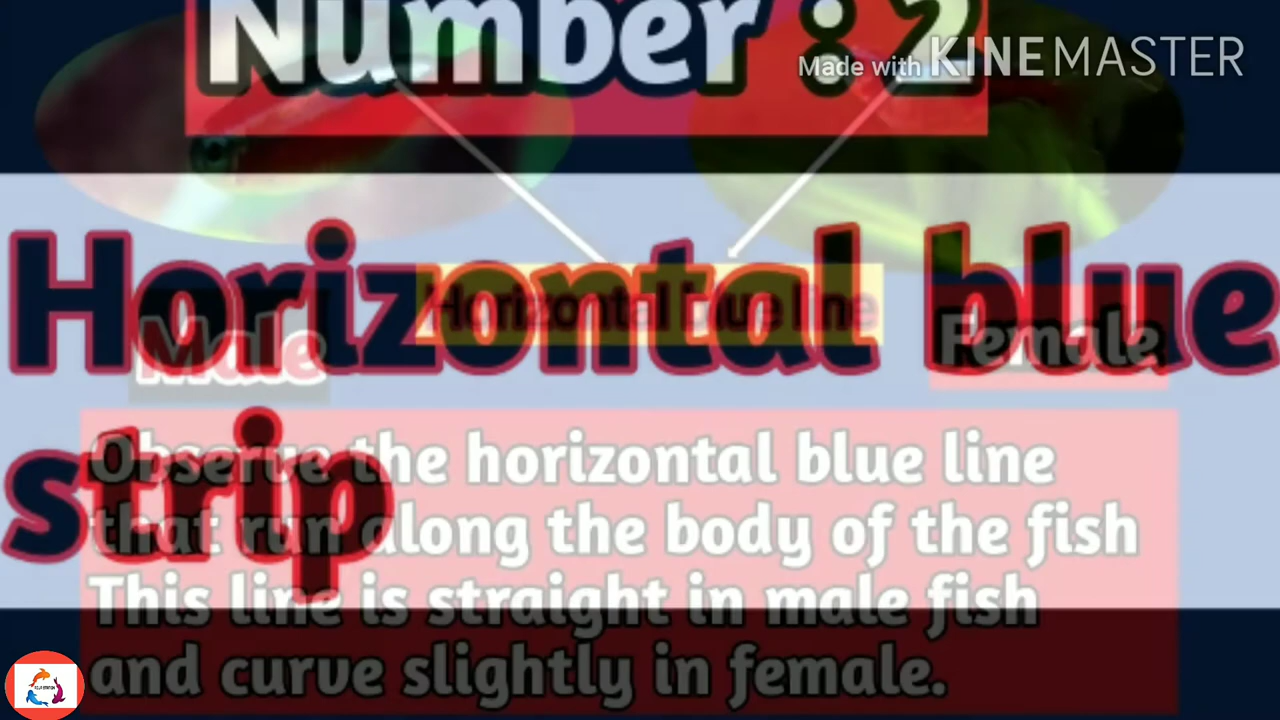 Number : 2
Made with KINEMASTER
Horizontal blue
strip
Horizontal blue line
Male
Female
Observe the horizontal blue line
that run along the body of the fish
This line is straight in male fish
and curve slightly in female.